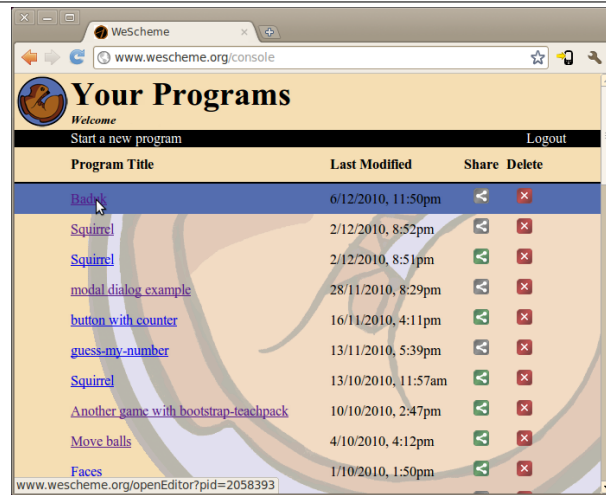 WeScheme
www.wescheme.org/console
Your Programs
Welcome
Start a new program Logout
Program Title Last Modified Share Delete
Baduk 6/12/2010, 11:50pm
Squirrel 2/12/2010, 8:52pm
Squirrel 2/12/2010, 8:51pm
modal dialog example 28/11/2010, 8:29pm
button with counter 16/11/2010, 4:11pm
guess-my-number 13/11/2010, 5:39pm
Squirrel 13/10/2010, 11:57am
Another game with bootstrap-teachpack 10/10/2010, 2:47pm
Move balls 4/10/2010, 4:12pm
Faces 1/10/2010, 1:50pm
www.wescheme.org/openEditor?pid=2058393